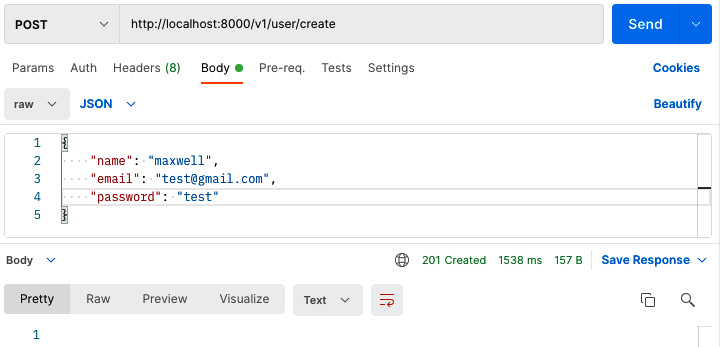 POST http://localhost:8000/v1/user/create Send
Params Auth Headers (8) Body Pre-req. Tests Settings Cookies
raw JSON Beautify
1 {
2 "name": "maxwell",
3 "email": "test@gmail.com",
4 "password": "test"
5 }
Body 201 Created 1538 ms 157 B Save Response
Pretty Raw Preview Visualize Text
1